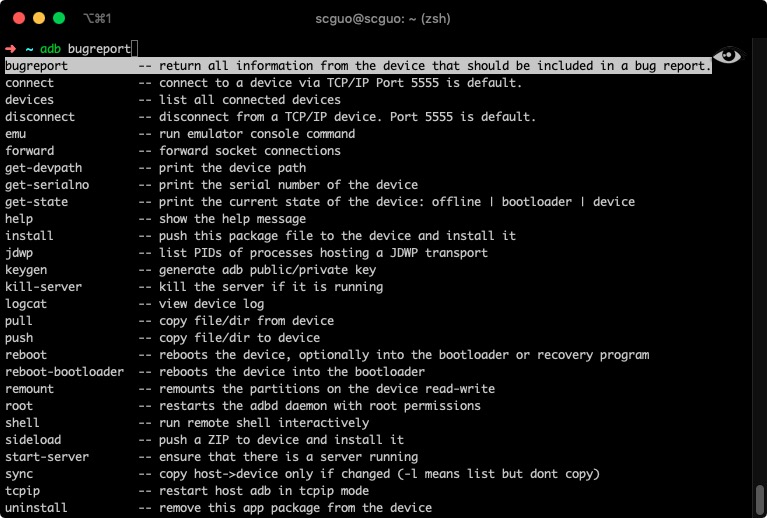 ⌥⌘1 scguo@scguo: ~ (zsh)
➜ ~ adb bugreport
bugreport -- return all information from the device that should be included in a bug report.
connect -- connect to a device via TCP/IP Port 5555 is default.
devices -- list all connected devices
disconnect -- disconnect from a TCP/IP device. Port 5555 is default.
emu -- run emulator console command
forward -- forward socket connections
get-devpath -- print the device path
get-serialno -- print the serial number of the device
get-state -- print the current state of the device: offline | bootloader | device
help -- show the help message
install -- push this package file to the device and install it
jdwp -- list PIDs of processes hosting a JDWP transport
keygen -- generate adb public/private key
kill-server -- kill the server if it is running
logcat -- view device log
pull -- copy file/dir from device
push -- copy file/dir to device
reboot -- reboots the device, optionally into the bootloader or recovery program
reboot-bootloader -- reboots the device into the bootloader
remount -- remounts the partitions on the device read-write
root -- restarts the adbd daemon with root permissions
shell -- run remote shell interactively
sideload -- push a ZIP to device and install it
start-server -- ensure that there is a server running
sync -- copy host->device only if changed (-l means list but dont copy)
tcpip -- restart host adb in tcpip mode
uninstall -- remove this app package from the device